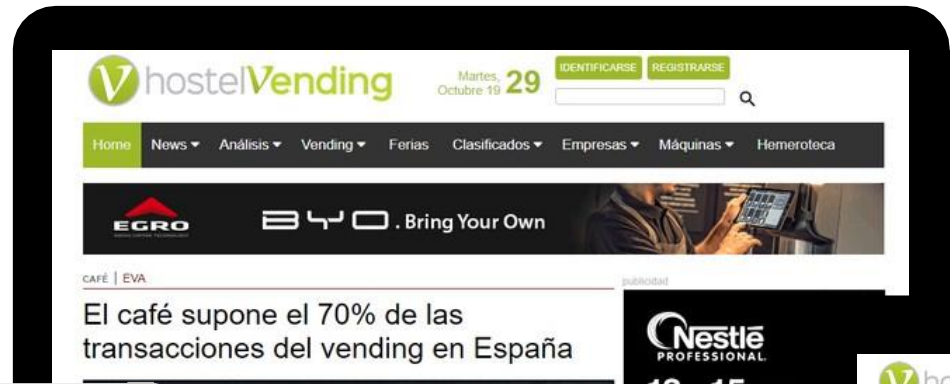 hostelVending
Martes, Octubre 19 29
IDENTIFICARSE REGISTRARSE
Home News Análisis Vending Ferias Clasificados Empresas Máquinas Hemeroteca
EGRO BYO. Bring Your Own
CAFÉ | EVA
publicidad
El café supone el 70% de las
transacciones del vending en España
Nestlé
PROFESSIONAL.